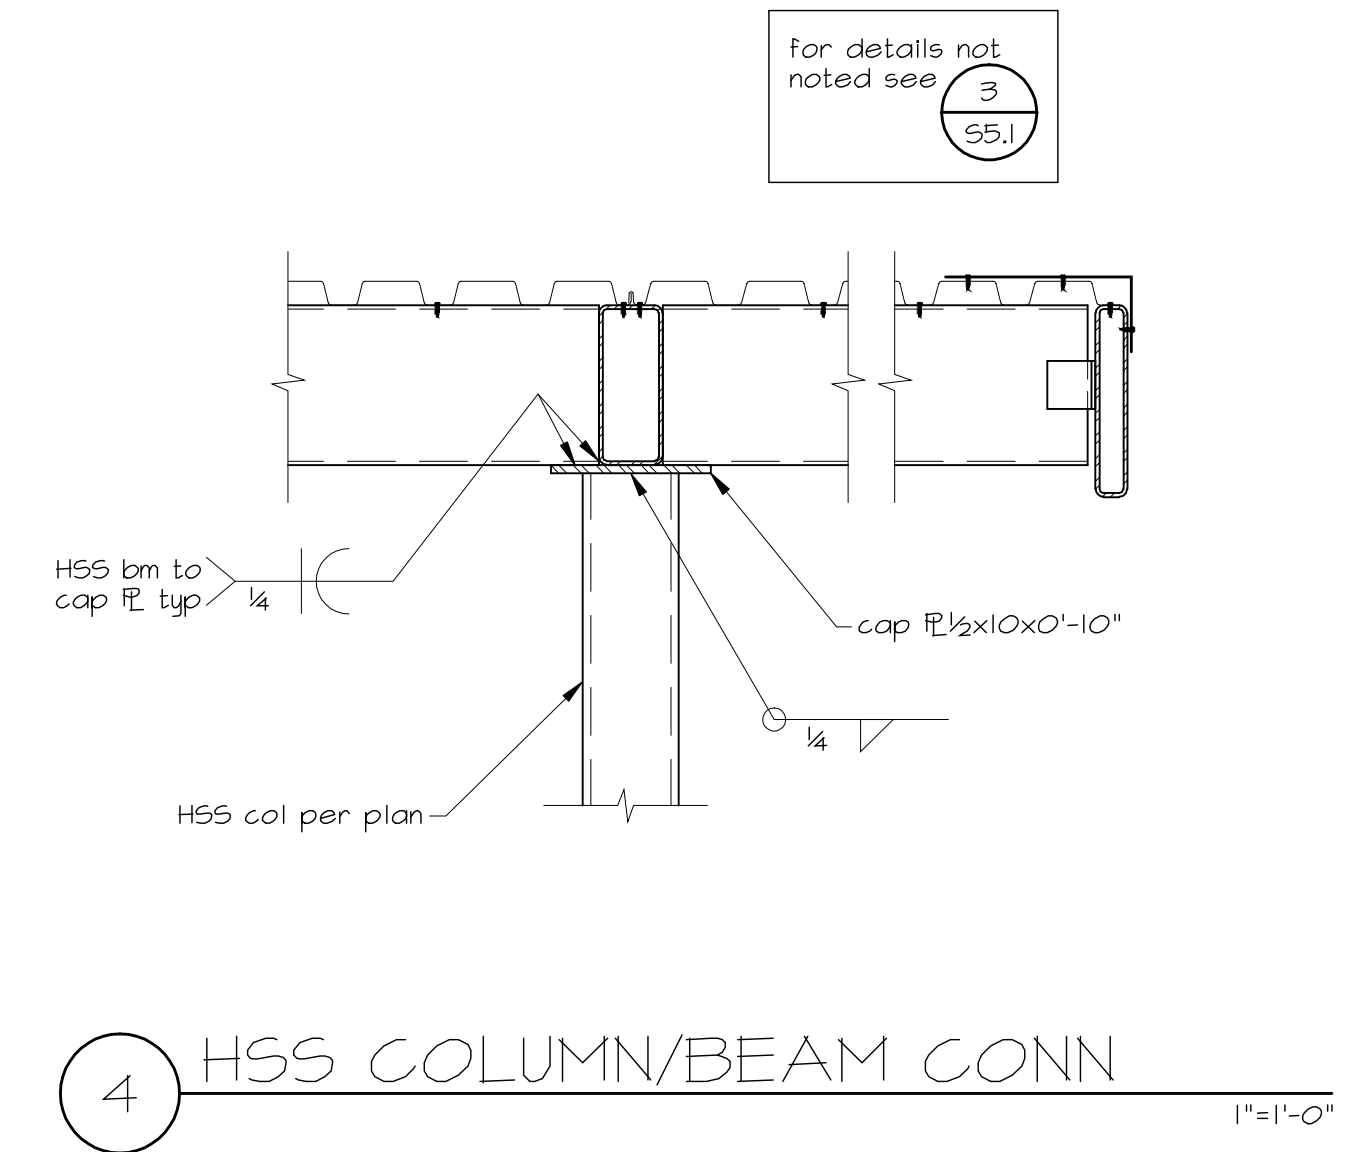 for details not
noted see
3
S5.1
HSS bm to
cap PL typ
1/4
cap PL 1/2x10x0'-10"
1/4
HSS col per plan
4
HSS COLUMN/BEAM CONN
1"=1'-0"